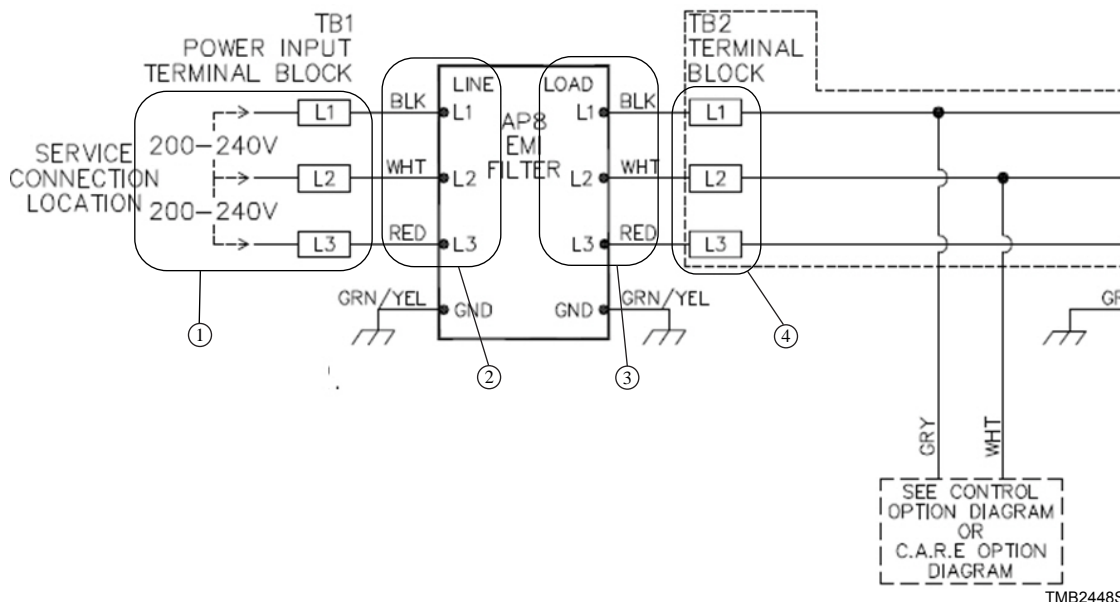 TB1
POWER INPUT
TERMINAL BLOCK
SERVICE
CONNECTION
LOCATION
200-240V
200-240V
L1
L2
L3
BLK
WHT
RED
GRN/YEL
LINE
L1
L2
L3
GND
AP8
EMI
FILTER
LOAD
L1
L2
L3
GND
BLK
WHT
RED
GRN/YEL
TB2
TERMINAL
BLOCK
L1
L2
L3
1
2
3
4
GRY
WHT
SEE CONTROL
OPTION DIAGRAM
OR
C.A.R.E OPTION
DIAGRAM
TMB2448S